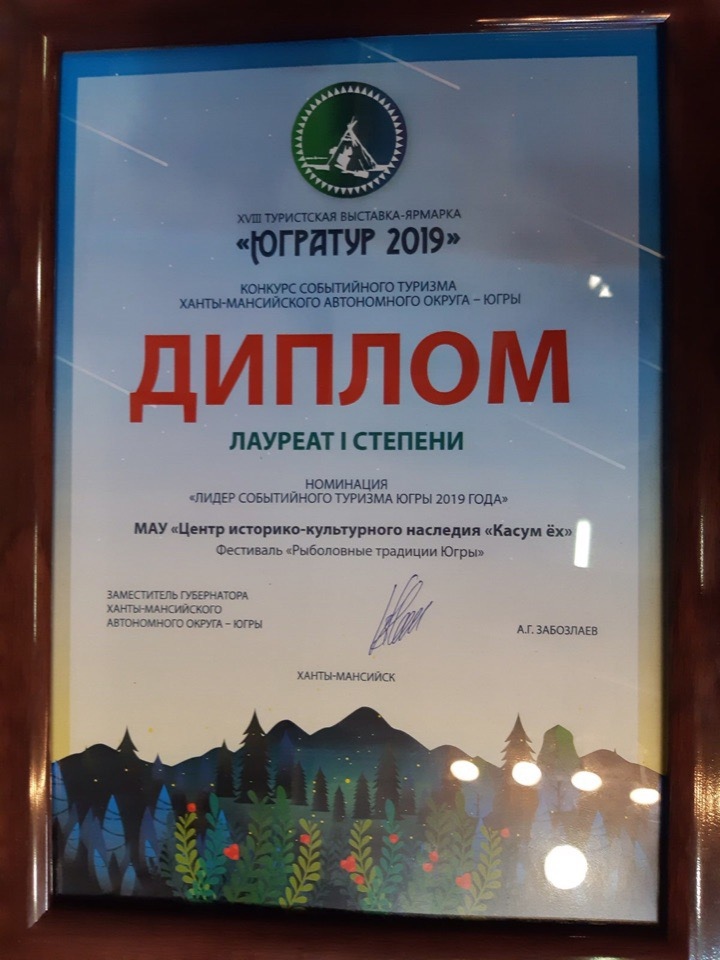 XVIII ТУРИСТСКАЯ ВЫСТАВКА-ЯРМАРКА
«ЮГРАТУР 2019»
КОНКУРС СОБЫТИЙНОГО ТУРИЗМА
ХАНТЫ-МАНСИЙСКОГО АВТОНОМНОГО ОКРУГА – ЮГРЫ
ДИПЛОМ
ЛАУРЕАТ I СТЕПЕНИ
НОМИНАЦИЯ
«ЛИДЕР СОБЫТИЙНОГО ТУРИЗМА ЮГРЫ 2019 ГОДА»
МАУ «Центр историко-культурного наследия «Касум ёх»
Фестиваль «Рыболовные традиции Югры»
ЗАМЕСТИТЕЛЬ ГУБЕРНАТОРА
ХАНТЫ-МАНСИЙСКОГО
АВТОНОМНОГО ОКРУГА – ЮГРЫ
А.Г. ЗАБОЗЛАЕВ
ХАНТЫ-МАНСИЙСК